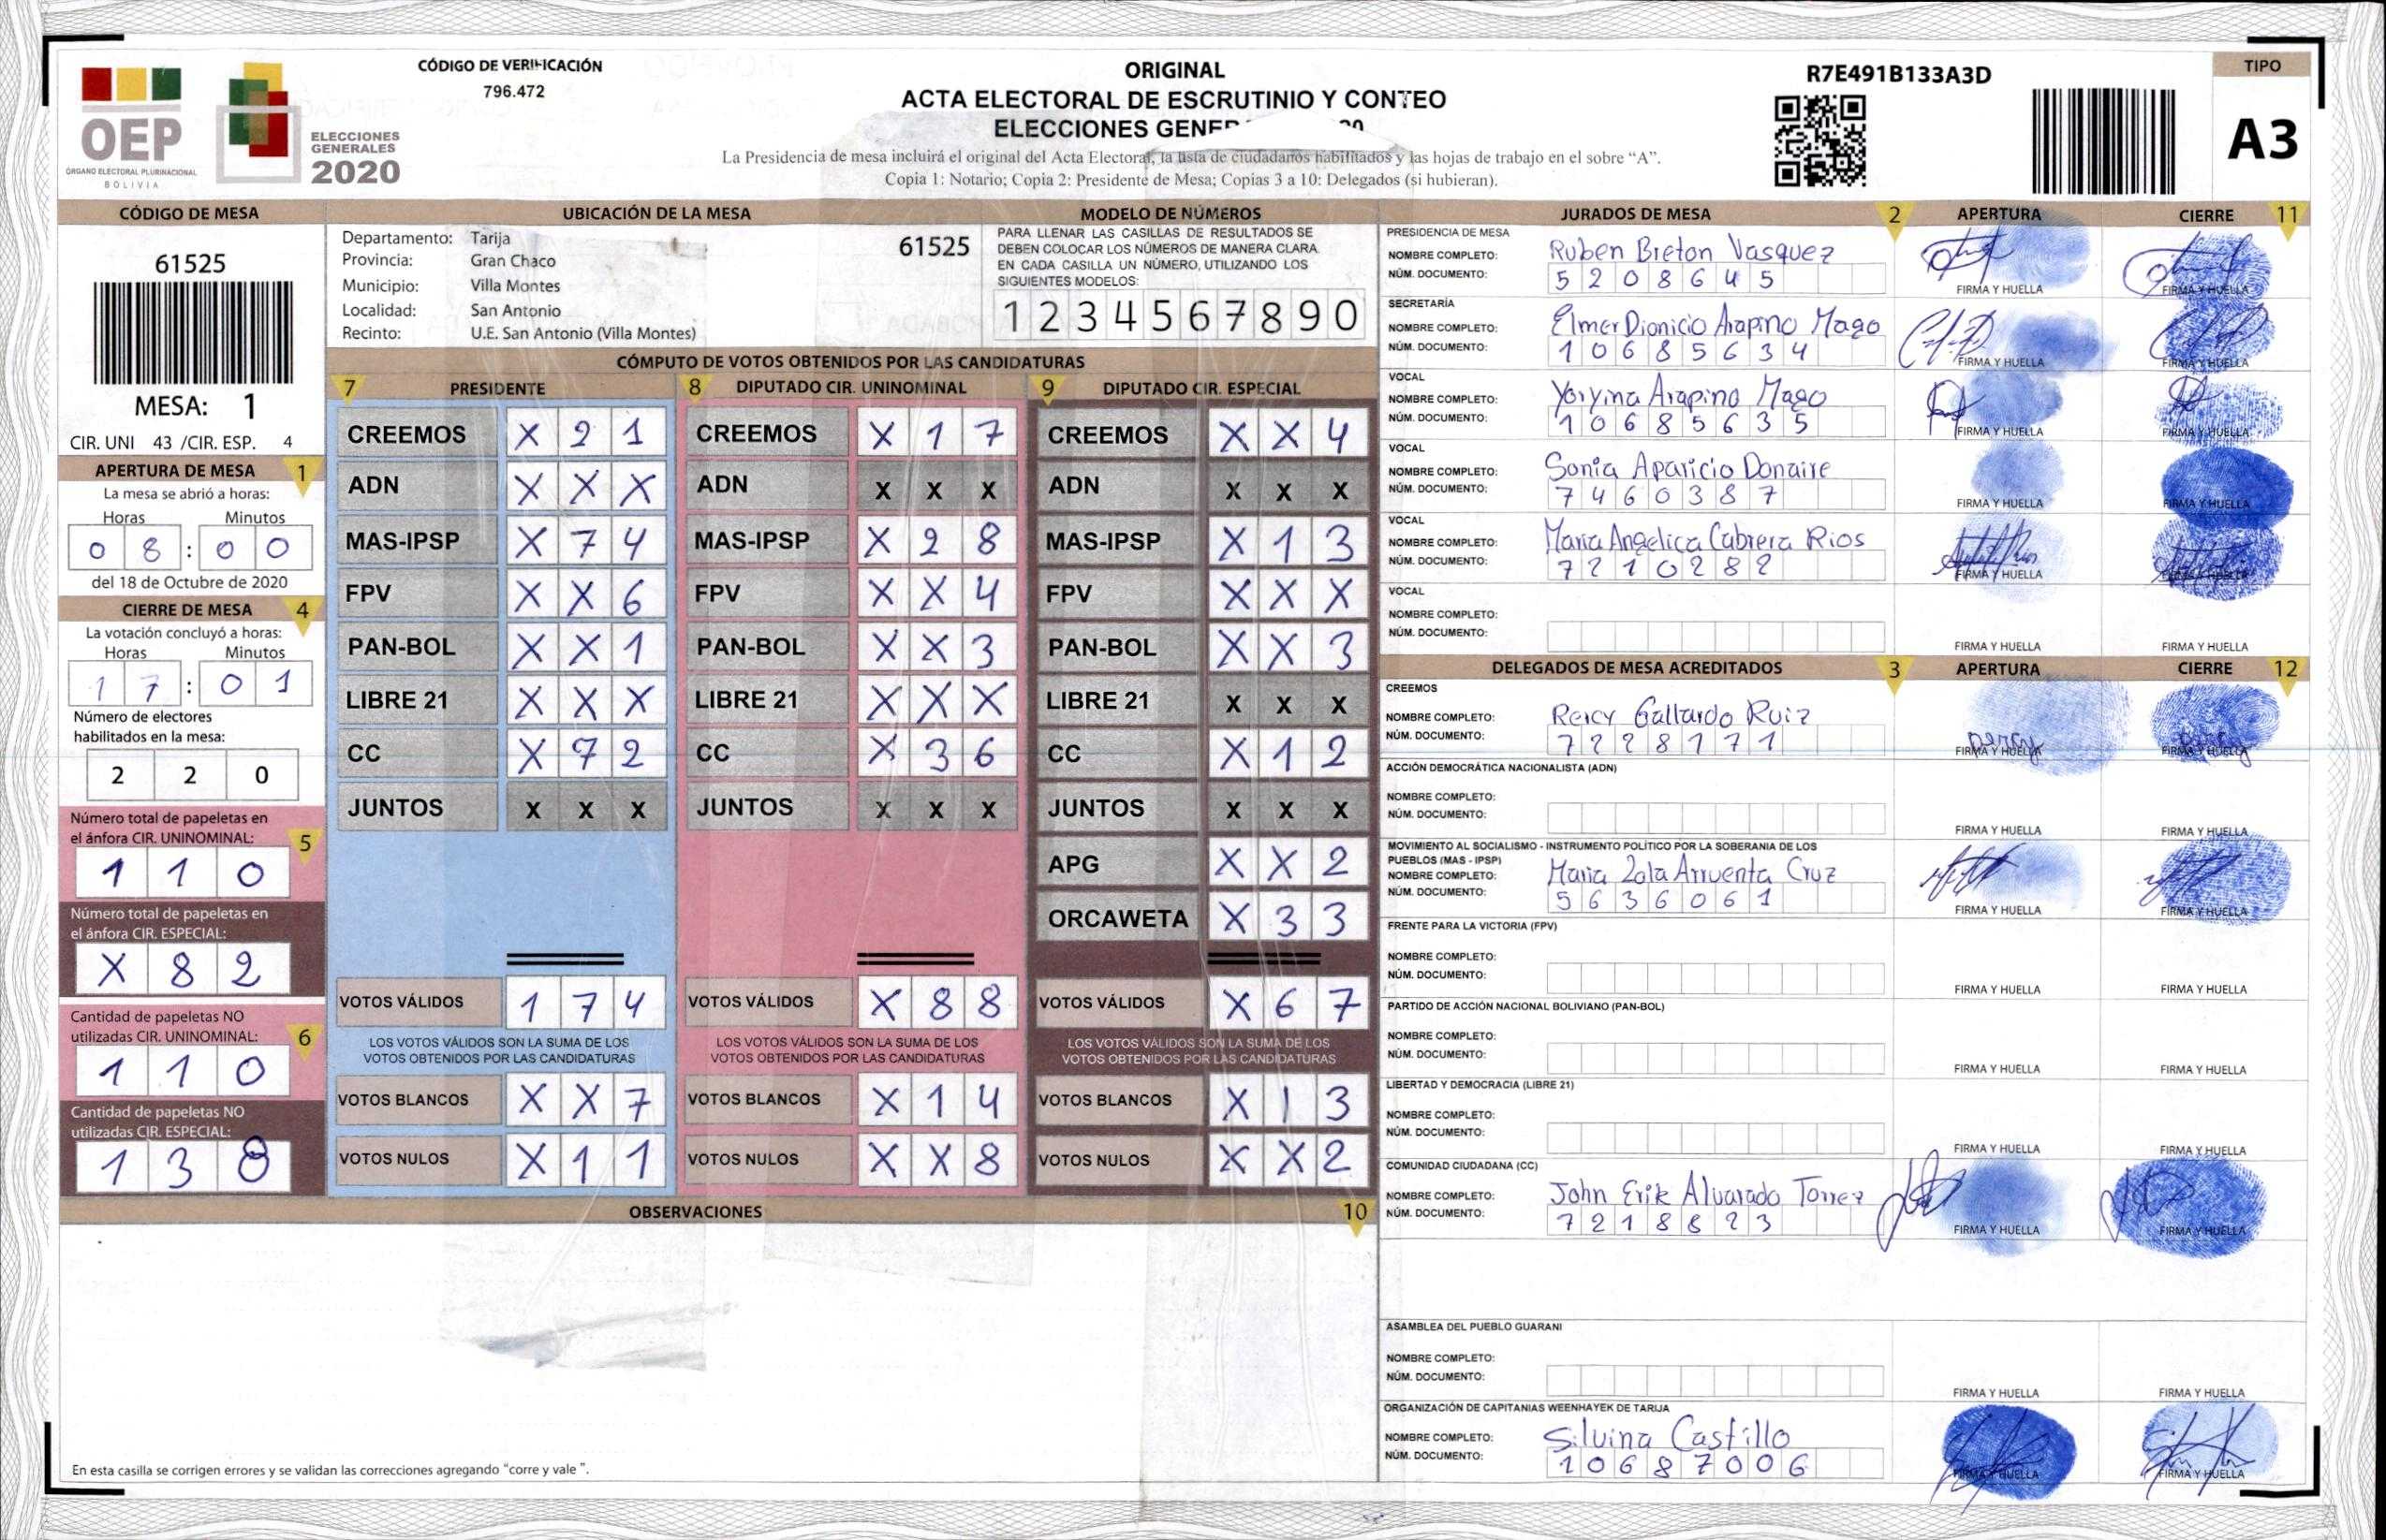 CÓDIGO DE VERIFICACIÓN
796.472
OEP
ÓRGANO ELECTORAL PLURINACIONAL
BOLIVIA
ELECCIONES
GENERALES
2020
ORIGINAL
ACTA ELECTORAL DE ESCRUTINIO Y CONTEO
ELECCIONES
La Presidencia de mesa incluirá el original del Acta Electoral, la lista de ciudadanos habilitados y las hojas de trabajo en el sobre “A”.
Copia 1: Notario; Copia 2: Presidente de Mesa; Copias 3 a 10: Delegados (si hubieran).
R7E491B133A3D
TIPO
A3
CÓDIGO DE MESA
61525
MESA: 1
CIR. UNI 43 /CIR. ESP. 4
APERTURA DE MESA 1
La mesa se abrió a horas:
Horas Minutos
0 8 : 0 0
del 18 de Octubre de 2020
CIERRE DE MESA 4
La votación concluyó a horas:
Horas Minutos
1 7 : 0 1
Número de electores
habilitados en la mesa:
2 2 0
Número total de papeletas en
el ánfora CIR. UNINOMINAL: 5
1 1 0
Número total de papeletas en
el ánfora CIR. ESPECIAL:
X 8 2
Cantidad de papeletas NO
utilizadas CIR. UNINOMINAL: 6
1 1 0
Cantidad de papeletas NO
utilizadas CIR. ESPECIAL:
1 3 8
UBICACIÓN DE LA MESA
Departamento: Tarija
Provincia: Gran Chaco
Municipio: Villa Montes
Localidad: San Antonio
Recinto: U.E. San Antonio (Villa Montes)
61525
MODELO DE NÚMEROS
PARA LLENAR LAS CASILLAS DE RESULTADOS SE
DEBEN COLOCAR LOS NÚMEROS DE MANERA CLARA
EN CADA CASILLA UN NÚMERO, UTILIZANDO LOS
SIGUIENTES MODELOS:
1 2 3 4 5 6 7 8 9 0
CÓMPUTO DE VOTOS OBTENIDOS POR LAS CANDIDATURAS
7 PRESIDENTE
CREEMOS X 2 1
ADN X X X
MAS-IPSP X 7 4
FPV X X 6
PAN-BOL X X 1
LIBRE 21 X X X
CC X 7 2
JUNTOS X X X
VOTOS VÁLIDOS 1 7 4
LOS VOTOS VÁLIDOS SON LA SUMA DE LOS
VOTOS OBTENIDOS POR LAS CANDIDATURAS
VOTOS BLANCOS X X 7
VOTOS NULOS X 1 1
8 DIPUTADO CIR. UNINOMINAL
CREEMOS X 1 7
ADN X X X
MAS-IPSP X 2 8
FPV X X 4
PAN-BOL X X 3
LIBRE 21 X X X
CC X 3 6
JUNTOS X X X
VOTOS VÁLIDOS X 8 8
LOS VOTOS VÁLIDOS SON LA SUMA DE LOS
VOTOS OBTENIDOS POR LAS CANDIDATURAS
VOTOS BLANCOS X 1 4
VOTOS NULOS X X 8
9 DIPUTADO CIR. ESPECIAL
CREEMOS X X 4
ADN X X X
MAS-IPSP X 1 3
FPV X X X
PAN-BOL X X 3
LIBRE 21 X X X
CC X 1 2
JUNTOS X X X
APG X X 2
ORCAWETA X 3 3
VOTOS VÁLIDOS X 6 7
LOS VOTOS VÁLIDOS SON LA SUMA DE LOS
VOTOS OBTENIDOS POR LAS CANDIDATURAS
VOTOS BLANCOS X 1 3
VOTOS NULOS X X 2
OBSERVACIONES 10
En esta casilla se corrigen errores y se validan las correcciones agregando “corre y vale”.
JURADOS DE MESA 2 APERTURA CIERRE 11
PRESIDENCIA DE MESA
NOMBRE COMPLETO: Ruben Breton Vasquez
NÚM. DOCUMENTO: 5 2 0 8 6 4 5
FIRMA Y HUELLA FIRMA Y HUELLA
SECRETARÍA
NOMBRE COMPLETO: Elmer Dionicio Arapino Mago
NÚM. DOCUMENTO: 1 0 6 8 5 6 3 4
FIRMA Y HUELLA FIRMA Y HUELLA
VOCAL
NOMBRE COMPLETO: Yoryina Arapino Mago
NÚM. DOCUMENTO: 1 0 6 8 5 6 3 5
FIRMA Y HUELLA FIRMA Y HUELLA
VOCAL
NOMBRE COMPLETO: Sonia Aparicio Donaire
NÚM. DOCUMENTO: 7 4 6 0 3 8 7
FIRMA Y HUELLA FIRMA Y HUELLA
VOCAL
NOMBRE COMPLETO: Maria Angelica Cabrera Rios
NÚM. DOCUMENTO: 7 2 1 0 2 8 2
FIRMA Y HUELLA FIRMA Y HUELLA
VOCAL
NOMBRE COMPLETO:
NÚM. DOCUMENTO:
FIRMA Y HUELLA FIRMA Y HUELLA
DELEGADOS DE MESA ACREDITADOS 3 APERTURA CIERRE 12
CREEMOS
NOMBRE COMPLETO: Gallardo Ruiz
NÚM. DOCUMENTO: 7 2 2 8 1 7 1
FIRMA Y HUELLA FIRMA Y HUELLA
ACCIÓN DEMOCRÁTICA NACIONALISTA (ADN)
NOMBRE COMPLETO:
NÚM. DOCUMENTO:
FIRMA Y HUELLA FIRMA Y HUELLA
MOVIMIENTO AL SOCIALISMO - INSTRUMENTO POLÍTICO POR LA SOBERANIA DE LOS
PUEBLOS (MAS - IPSP)
NOMBRE COMPLETO: Maria Cruz
NÚM. DOCUMENTO: 5 6 3 6 0 6 1
FIRMA Y HUELLA FIRMA Y HUELLA
FRENTE PARA LA VICTORIA (FPV)
NOMBRE COMPLETO:
NÚM. DOCUMENTO:
FIRMA Y HUELLA FIRMA Y HUELLA
PARTIDO DE ACCIÓN NACIONAL BOLIVIANO (PAN-BOL)
NOMBRE COMPLETO:
NÚM. DOCUMENTO:
FIRMA Y HUELLA FIRMA Y HUELLA
LIBERTAD Y DEMOCRACIA (LIBRE 21)
NOMBRE COMPLETO:
NÚM. DOCUMENTO:
FIRMA Y HUELLA FIRMA Y HUELLA
COMUNIDAD CIUDADANA (CC)
NOMBRE COMPLETO: John Erik Alvarado Torrez
NÚM. DOCUMENTO: 7 2 1 8 8 2 3
FIRMA Y HUELLA FIRMA Y HUELLA
ASAMBLEA DEL PUEBLO GUARANI
NOMBRE COMPLETO:
NÚM. DOCUMENTO:
FIRMA Y HUELLA FIRMA Y HUELLA
ORGANIZACIÓN DE CAPITANIAS WEENHAYEK DE TARIJA
NOMBRE COMPLETO: Silvina Castillo
NÚM. DOCUMENTO: 1 0 6 8 7 0 0 6
FIRMA Y HUELLA FIRMA Y HUELLA